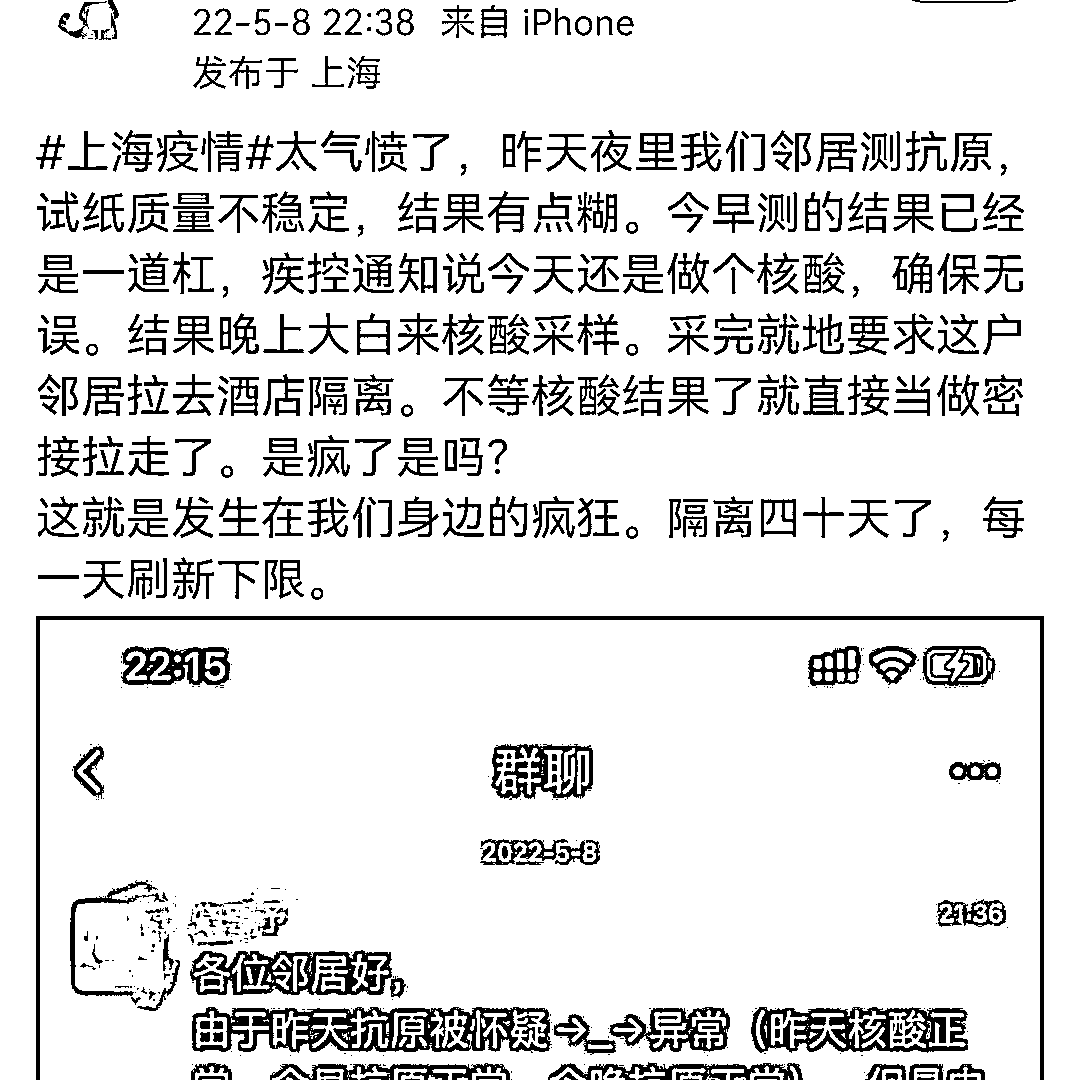 22-5-8 22:38 来自 iPhone
发布于 上海
#上海疫情#太气愤了，昨天夜里我们邻居测抗原，
试纸质量不稳定，结果有点糊。今早测的结果已经
是一道杠，疾控通知说今天还是做个核酸，确保无
误。结果晚上大白来核酸采样。采完就地要求这户
邻居拉去酒店隔离。不等核酸结果了就直接当做密
接拉走了。是疯了是吗？
这就是发生在我们身边的疯狂。隔离四十天了，每
一天刷新下限。
22:15
群聊
2022-5-8
21:36
各位邻居好，
由于昨天抗原被怀疑→_→异常（昨天核酸正